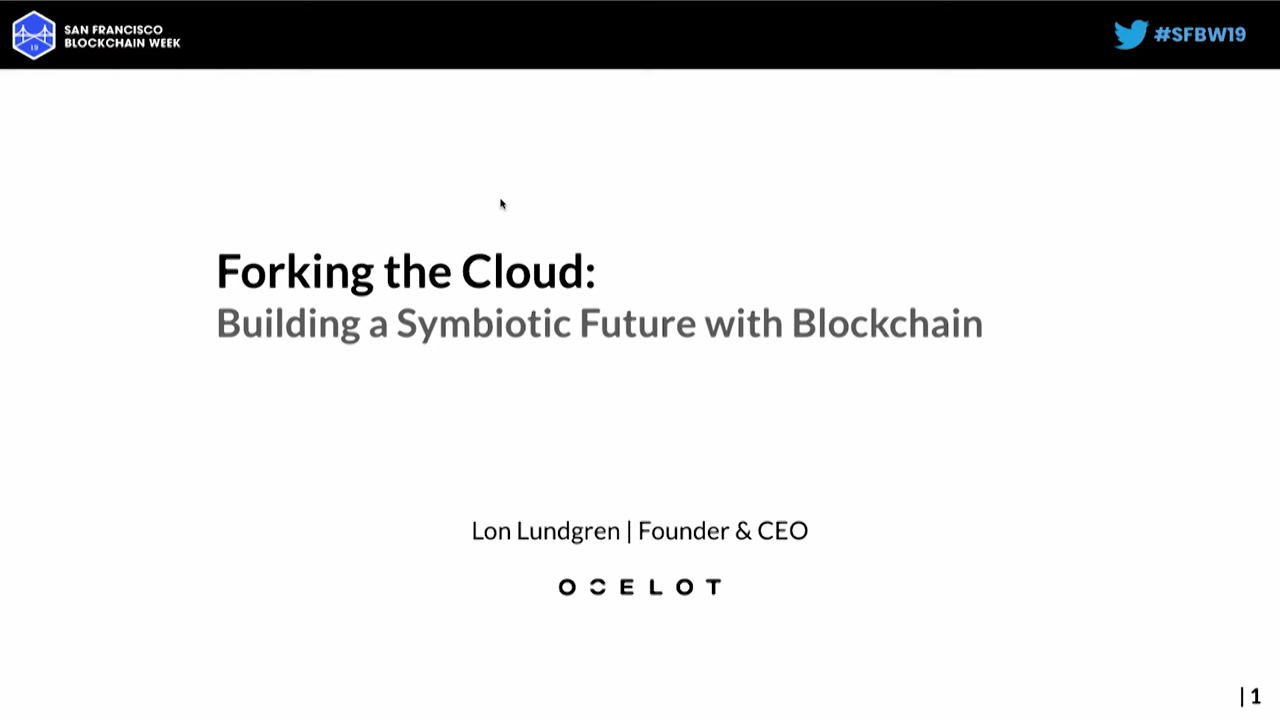 SAN FRANCISCO
BLOCKCHAIN WEEK
19
#SFBW19
Forking the Cloud:
Building a Symbiotic Future with Blockchain
Lon Lundgren | Founder & CEO
OCELOT
| 1